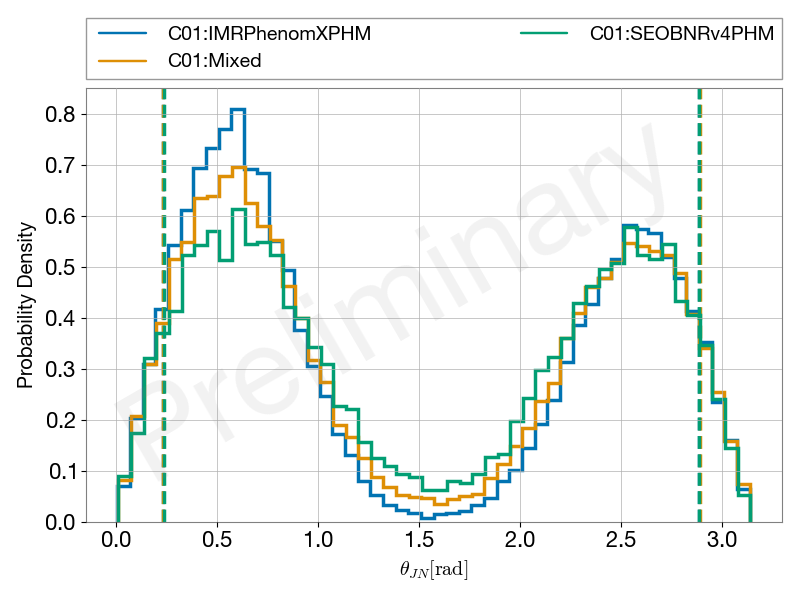 C01:IMRPhenomXPHM
C01:Mixed
C01:SEOBNRv4PHM
Preliminary
Probability Density
0.8
0.7
0.6
0.5
0.4
0.3
0.2
0.1
0.0
0.0 0.5 1.0 1.5 2.0 2.5 3.0
θ_{JN}[rad]